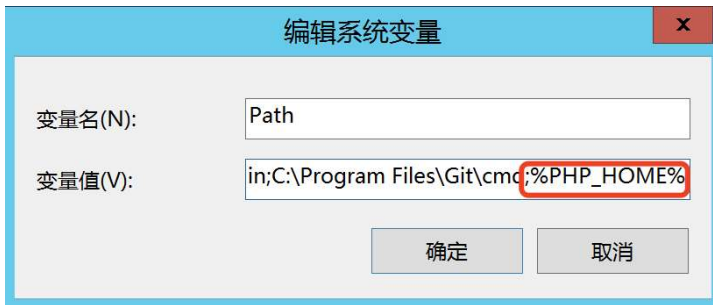 编辑系统变量
x
变量名(N):
Path
变量值(V):
in;C:\Program Files\Git\cmd;%PHP_HOME%
确定
取消